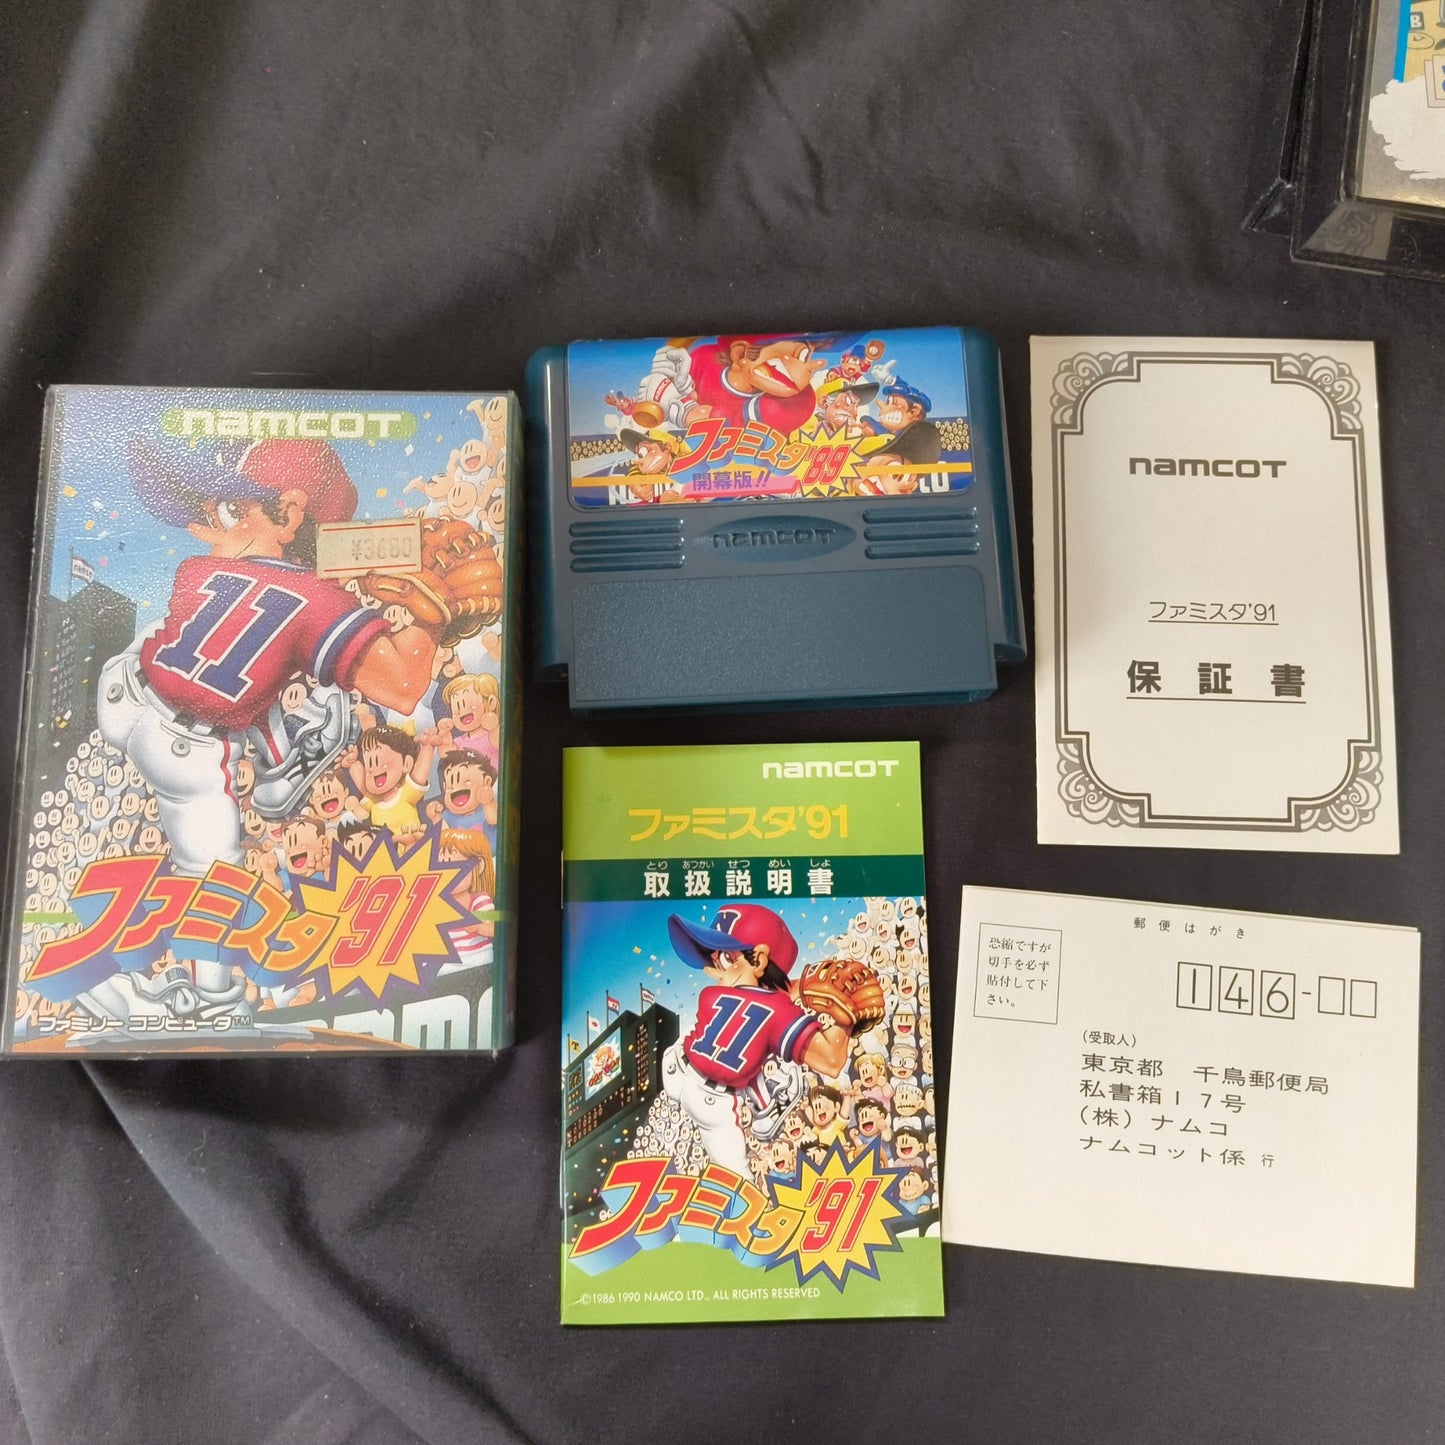 namcot
¥3680
11
ファミスタ'91
ファミリーコンピュータTM
ファミスタ'89
開幕版!!
namcot
namcot
ファミスタ'91
とり あつかい せつ めい しょ
取扱説明書
N
11
ファミスタ'91
©1986 1990 NAMCO LTD., ALL RIGHTS RESERVED
namcot
ファミスタ'91
保証書
郵便はがき
恐縮ですが
切手を必ず
貼付して下
さい。
146-
(受取人)
東京都 千鳥郵便局
私書箱17号
(株)ナムコ
ナムコット係 行
B